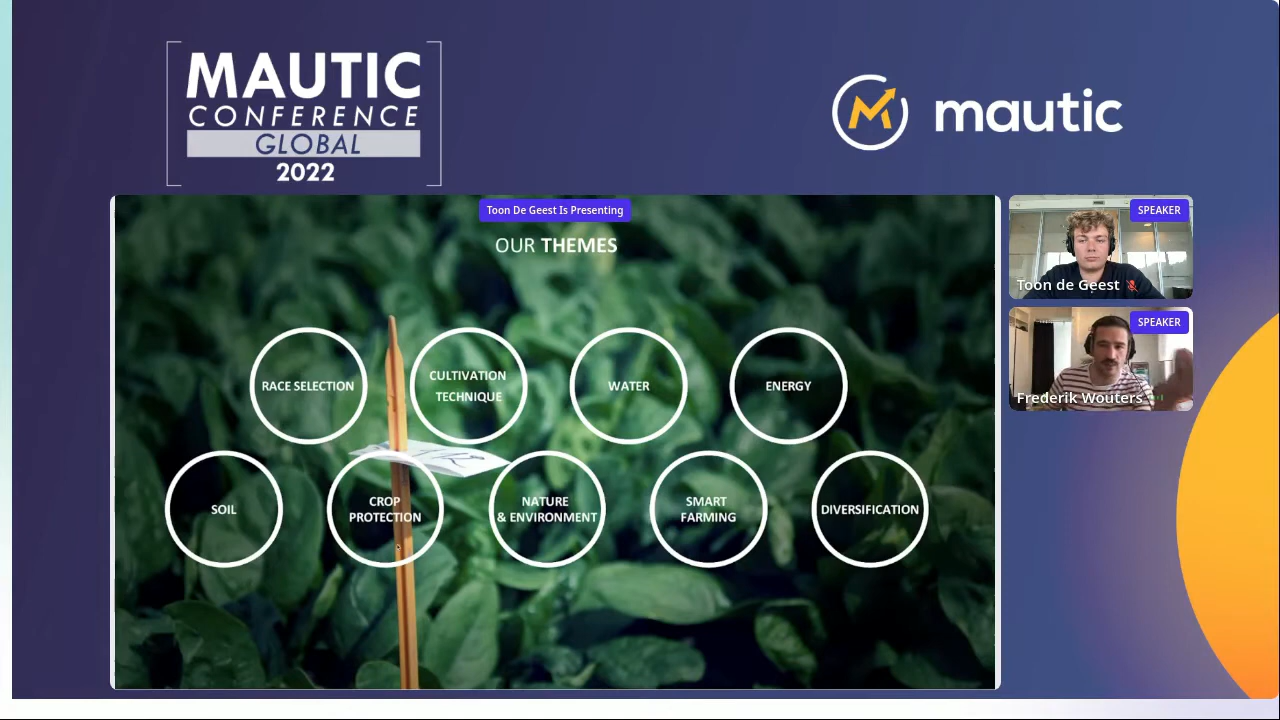 MAUTIC
CONFERENCE
GLOBAL
2022
mautic
Toon De Geest Is Presenting
OUR THEMES
RACE SELECTION
CULTIVATION
TECHNIQUE
WATER
ENERGY
SOIL
CROP
PROTECTION
NATURE
& ENVIRONMENT
SMART
FARMING
DIVERSIFICATION
SPEAKER
Toon de Geest
SPEAKER
Frederik Wouters